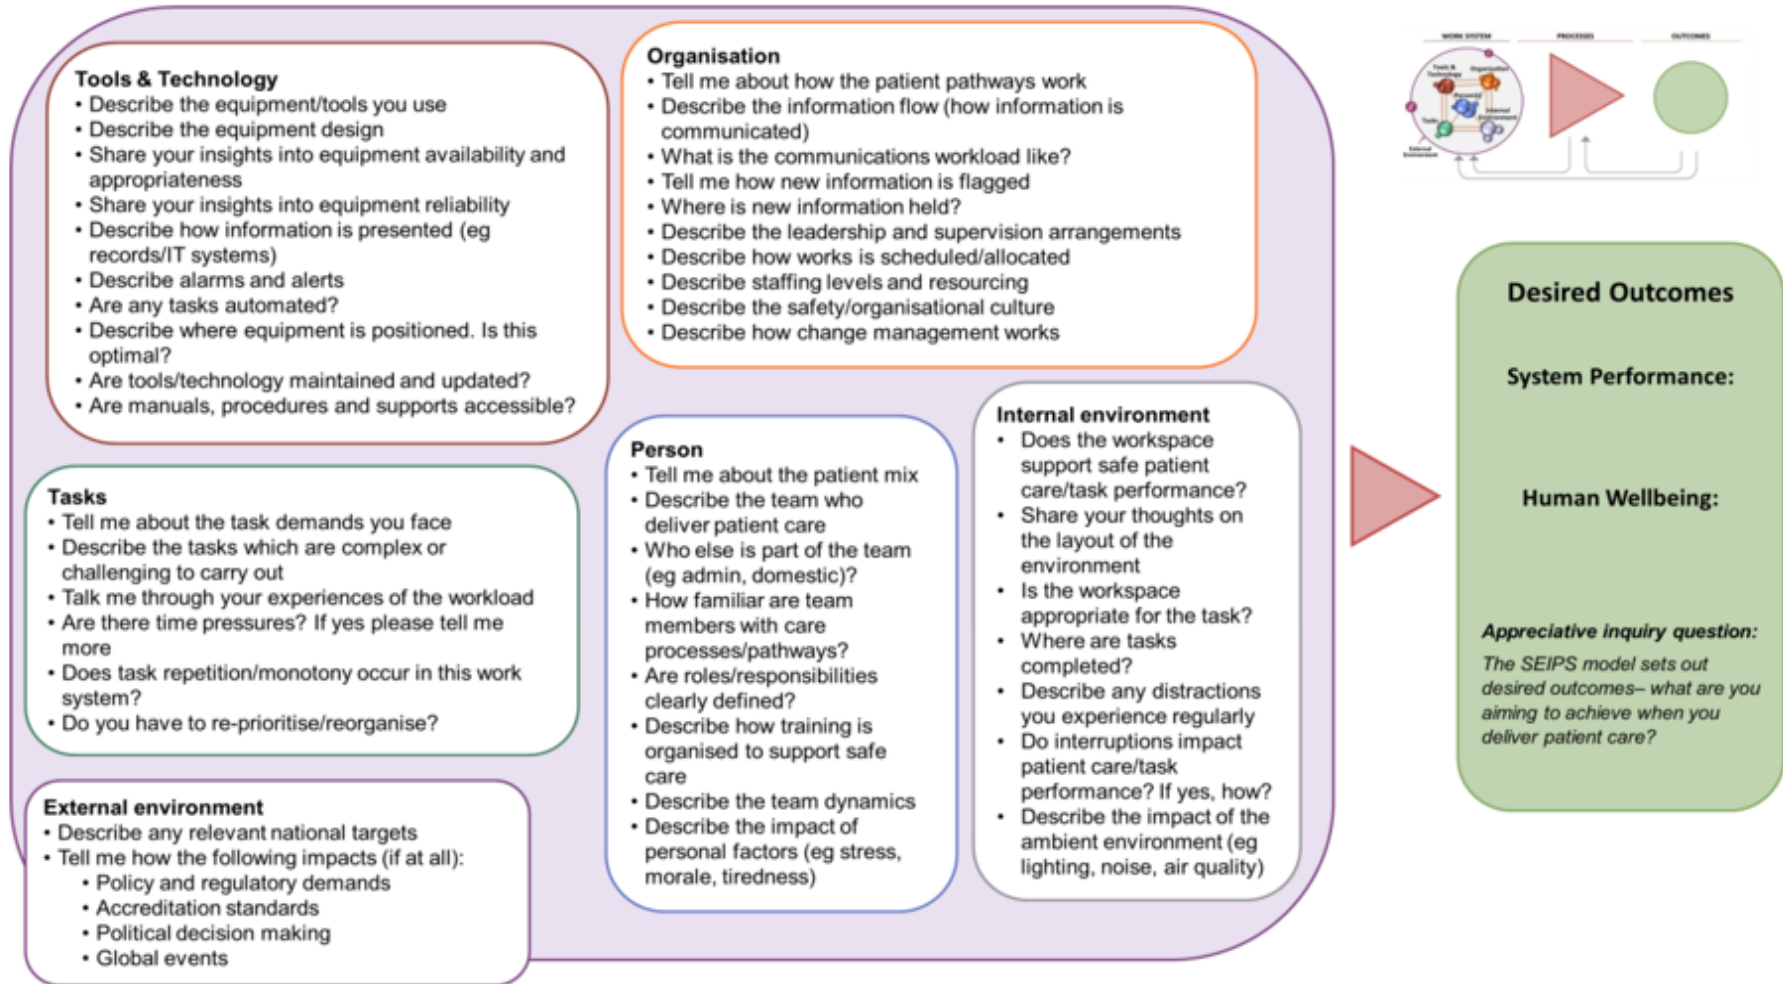 Tools & Technology
• Describe the equipment/tools you use
• Describe the equipment design
• Share your insights into equipment availability and
appropriateness
• Share your insights into equipment reliability
• Describe how information is presented (eg
records/IT systems)
• Describe alarms and alerts
• Are any tasks automated?
• Describe where equipment is positioned. Is this
optimal?
• Are tools/technology maintained and updated?
• Are manuals, procedures and supports accessible?
Organisation
• Tell me about how the patient pathways work
• Describe the information flow (how information is
communicated)
• What is the communications workload like?
• Tell me how new information is flagged
• Where is new information held?
• Describe the leadership and supervision arrangements
• Describe how works is scheduled/allocated
• Describe staffing levels and resourcing
• Describe the safety/organisational culture
• Describe how change management works
Tasks
• Tell me about the task demands you face
• Describe the tasks which are complex or
challenging to carry out
• Talk me through your experiences of the workload
• Are there time pressures? If yes please tell me
more
• Does task repetition/monotony occur in this work
system?
• Do you have to re-prioritise/reorganise?
Person
• Tell me about the patient mix
• Describe the team who
deliver patient care
• Who else is part of the team
(eg admin, domestic)?
• How familiar are team
members with care
processes/pathways?
• Are roles/responsibilities
clearly defined?
• Describe how training is
organised to support safe
care
• Describe the team dynamics
• Describe the impact of
personal factors (eg stress,
morale, tiredness)
Internal environment
• Does the workspace
support safe patient
care/task performance?
• Share your thoughts on
the layout of the
environment
• Is the workspace
appropriate for the task?
• Where are tasks
completed?
• Describe any distractions
you experience regularly
• Do interruptions impact
patient care/task
performance? If yes, how?
• Describe the impact of the
ambient environment (eg
lighting, noise, air quality)
External environment
• Describe any relevant national targets
• Tell me how the following impacts (if at all):
• Policy and regulatory demands
• Accreditation standards
• Political decision making
• Global events
WORK SYSTEM
PROCESSES
OUTCOMES
Tools &
Technology
Organisation
Person(s)
Tasks
Internal
Environment
External
Environment
Desired Outcomes
System Performance:
Human Wellbeing:
Appreciative inquiry question:
The SEIPS model sets out
desired outcomes– what are you
aiming to achieve when you
deliver patient care?